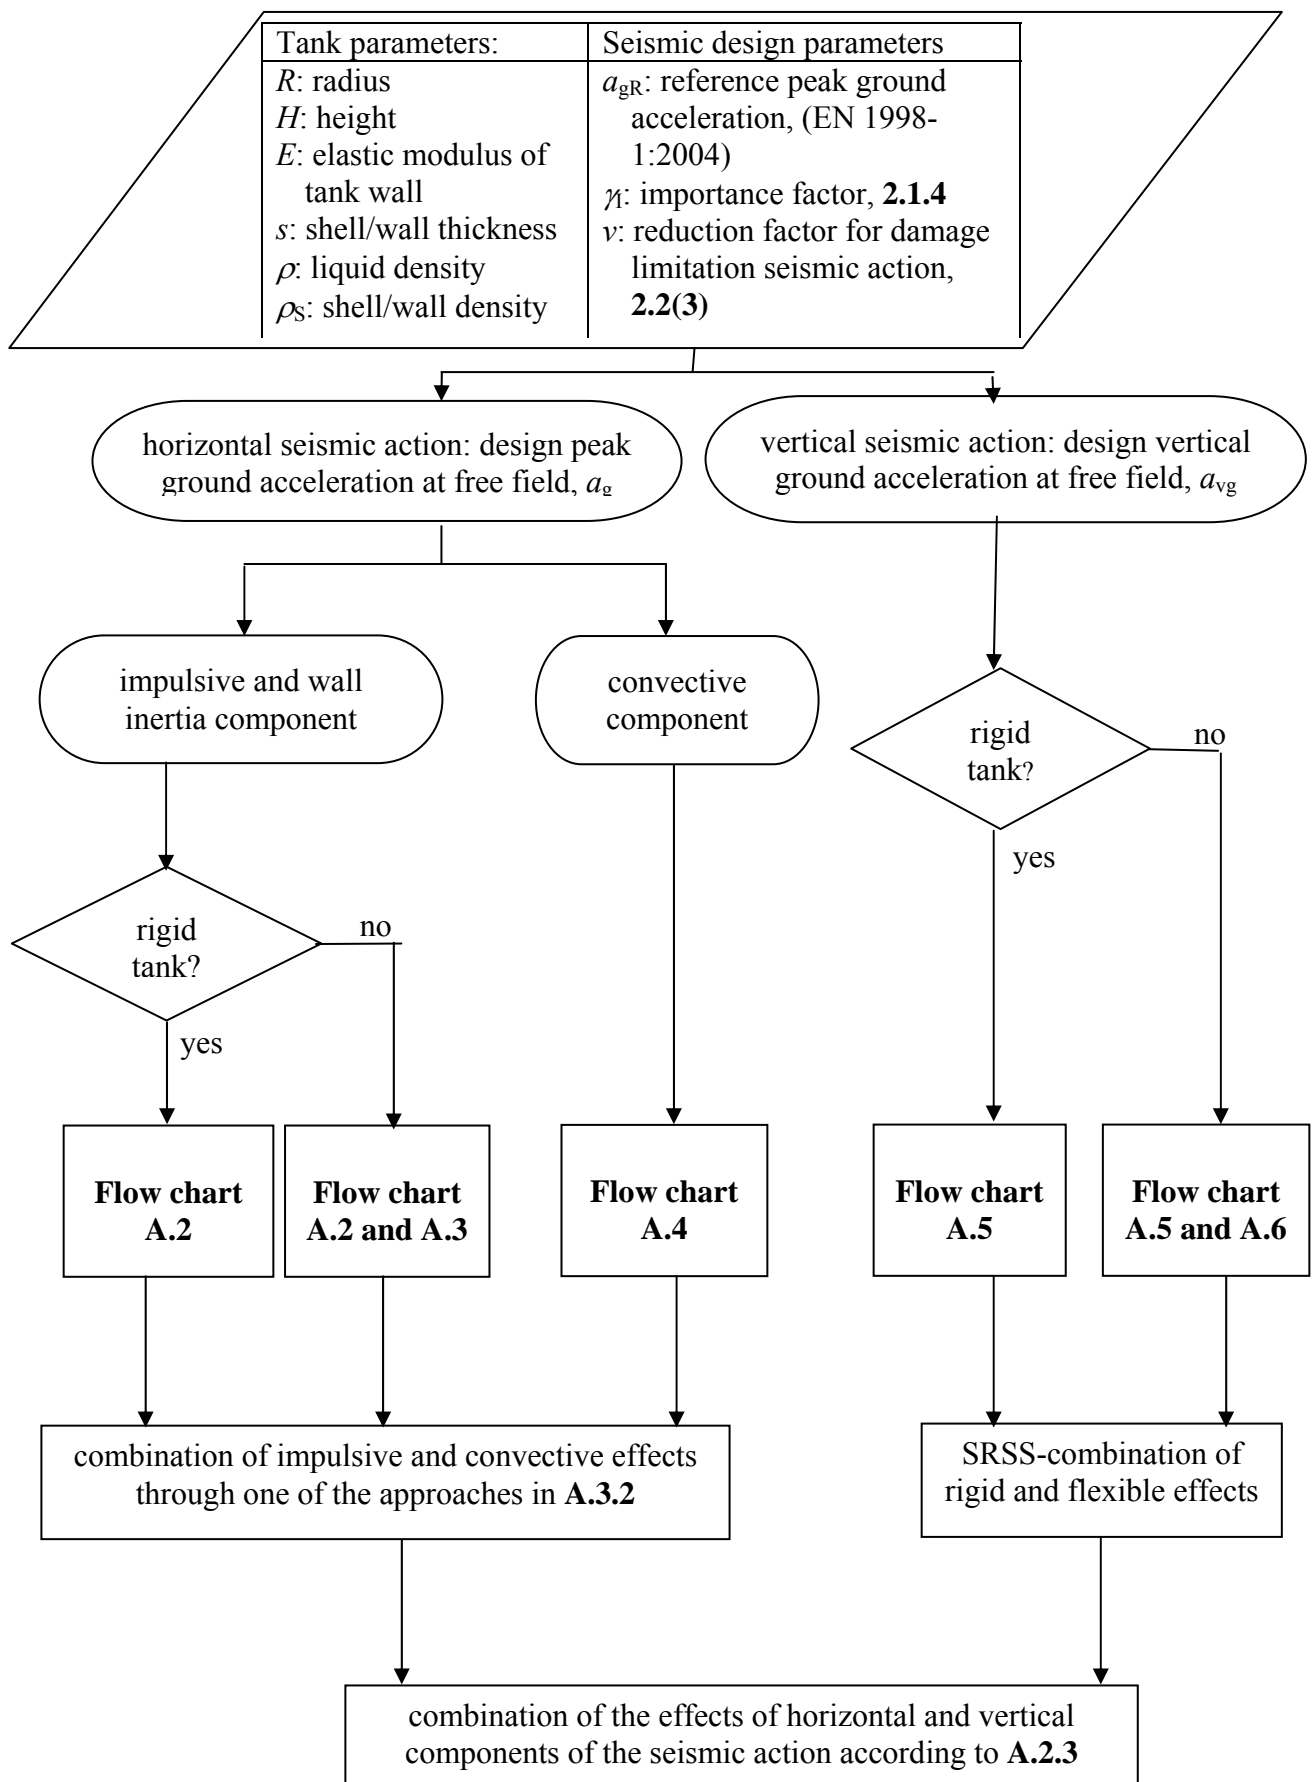 Tank parameters:
R: radius
H: height
E: elastic modulus of
tank wall
s: shell/wall thickness
ρ: liquid density
ρS: shell/wall density
Seismic design parameters
agR: reference peak ground
acceleration, (EN 1998-
1:2004)
γI: importance factor, 2.1.4
ν: reduction factor for damage
limitation seismic action,
2.2(3)
horizontal seismic action: design peak
ground acceleration at free field, ag
vertical seismic action: design vertical
ground acceleration at free field, avg
impulsive and wall
inertia component
convective
component
rigid
tank?
no
yes
rigid
tank?
no
yes
Flow chart
A.2
Flow chart
A.2 and A.3
Flow chart
A.4
Flow chart
A.5
Flow chart
A.5 and A.6
combination of impulsive and convective effects
through one of the approaches in A.3.2
SRSS-combination of
rigid and flexible effects
combination of the effects of horizontal and vertical
components of the seismic action according to A.2.3